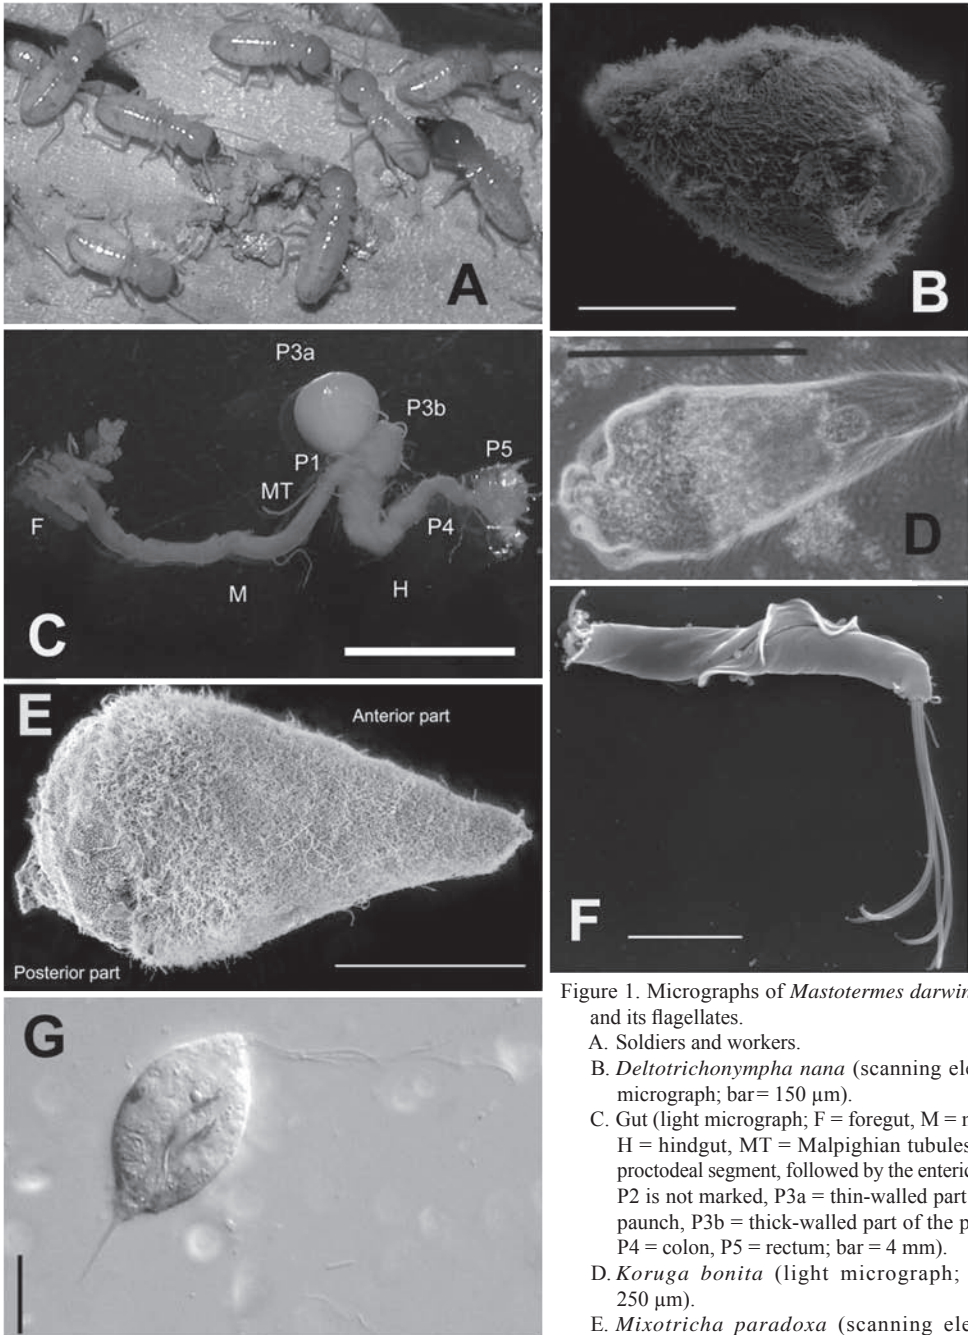 A
B
P3a
P3b
P1
P5
MT
F
P4
M
H
C
D
E
Anterior part
Posterior part
F
G
Figure 1. Micrographs of Mastotermes
and its flagellates.
A. Soldiers and workers.
B. Deltotrichonympha nana (scanning
micrograph; bar= 150 µm).
C. Gut (light micrograph; F = foregut, M =
H = hindgut, MT = Malpighian tubules
proctodeal segment, followed by the enteric
P2 is not marked, P3a = thin-walled part
paunch, P3b = thick-walled part of the
P4 = colon, P5 = rectum; bar = 4 mm).
D. Koruga bonita (light micrograph;
250 µm).
E. Mixotricha paradoxa (scanning